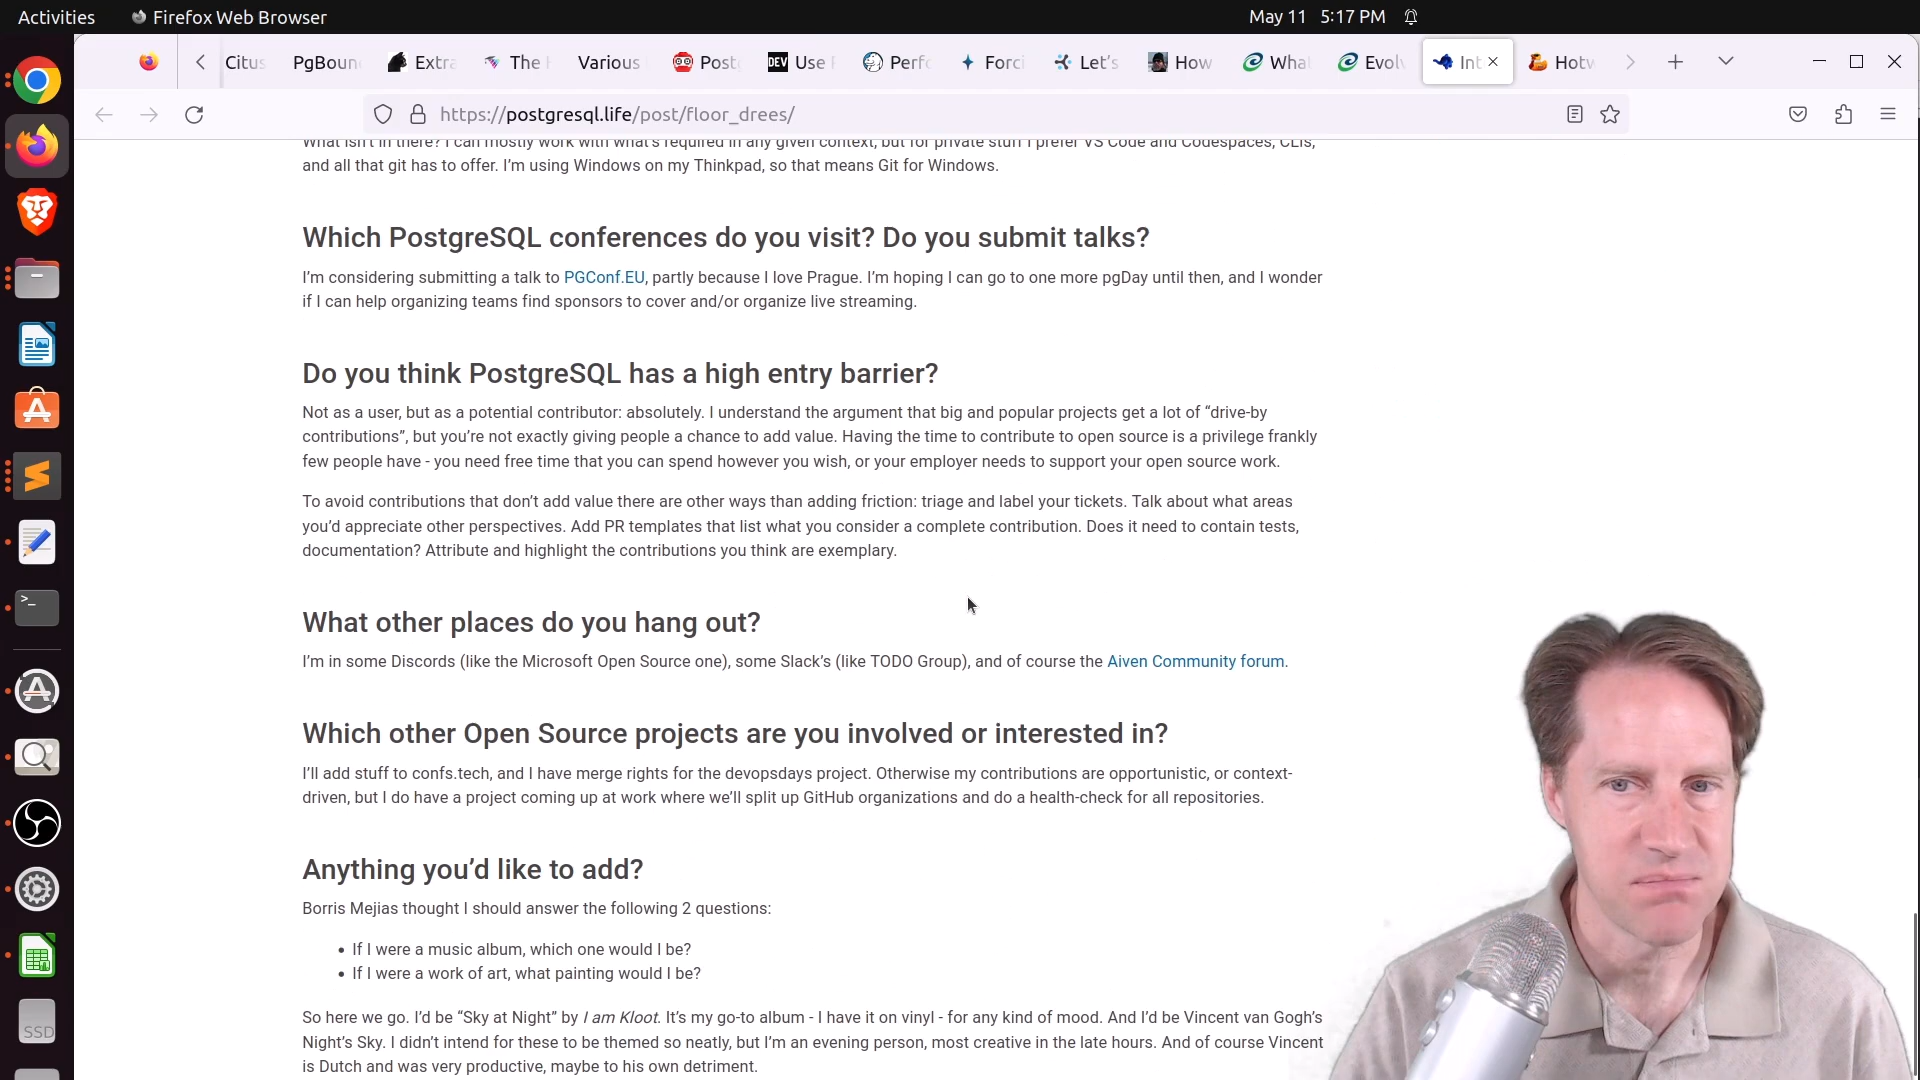 Activities
Firefox Web Browser
May 11 5:17 PM
Citus
PgBoun
Extra
The
Various
Post
DEV
Use
Perfo
Forci
Let's
How
Wha
Evol
Int
Hotw
https://postgresql.life/post/floor_drees/
What isn't in there? I can mostly work with what's required in any given context, but for private stuff I prefer VS Code and Codespaces, CLIs,
and all that git has to offer. I'm using Windows on my Thinkpad, so that means Git for Windows.
Which PostgreSQL conferences do you visit? Do you submit talks?
I'm considering submitting a talk to PGConf.EU, partly because I love Prague. I'm hoping I can go to one more pgDay until then, and I wonder
if I can help organizing teams find sponsors to cover and/or organize live streaming.
Do you think PostgreSQL has a high entry barrier?
Not as a user, but as a potential contributor: absolutely. I understand the argument that big and popular projects get a lot of “drive-by
contributions”, but you're not exactly giving people a chance to add value. Having the time to contribute to open source is a privilege frankly
few people have - you need free time that you can spend however you wish, or your employer needs to support your open source work.
To avoid contributions that don't add value there are other ways than adding friction: triage and label your tickets. Talk about what areas
you'd appreciate other perspectives. Add PR templates that list what you consider a complete contribution. Does it need to contain tests,
documentation? Attribute and highlight the contributions you think are exemplary.
What other places do you hang out?
I'm in some Discords (like the Microsoft Open Source one), some Slack's (like TODO Group), and of course the Aiven Community forum.
Which other Open Source projects are you involved or interested in?
I'll add stuff to confs.tech, and I have merge rights for the devopsdays project. Otherwise my contributions are opportunistic, or context-
driven, but I do have a project coming up at work where we'll split up GitHub organizations and do a health-check for all repositories.
Anything you'd like to add?
Borris Mejias thought I should answer the following 2 questions:
• If I were a music album, which one would I be?
• If I were a work of art, what painting would I be?
So here we go. I'd be “Sky at Night” by I am Kloot. It's my go-to album - I have it on vinyl - for any kind of mood. And I'd be Vincent van Gogh's
Night's Sky. I didn't intend for these to be themed so neatly, but I'm an evening person, most creative in the late hours. And of course Vincent
is Dutch and was very productive, maybe to his own detriment.
SSD